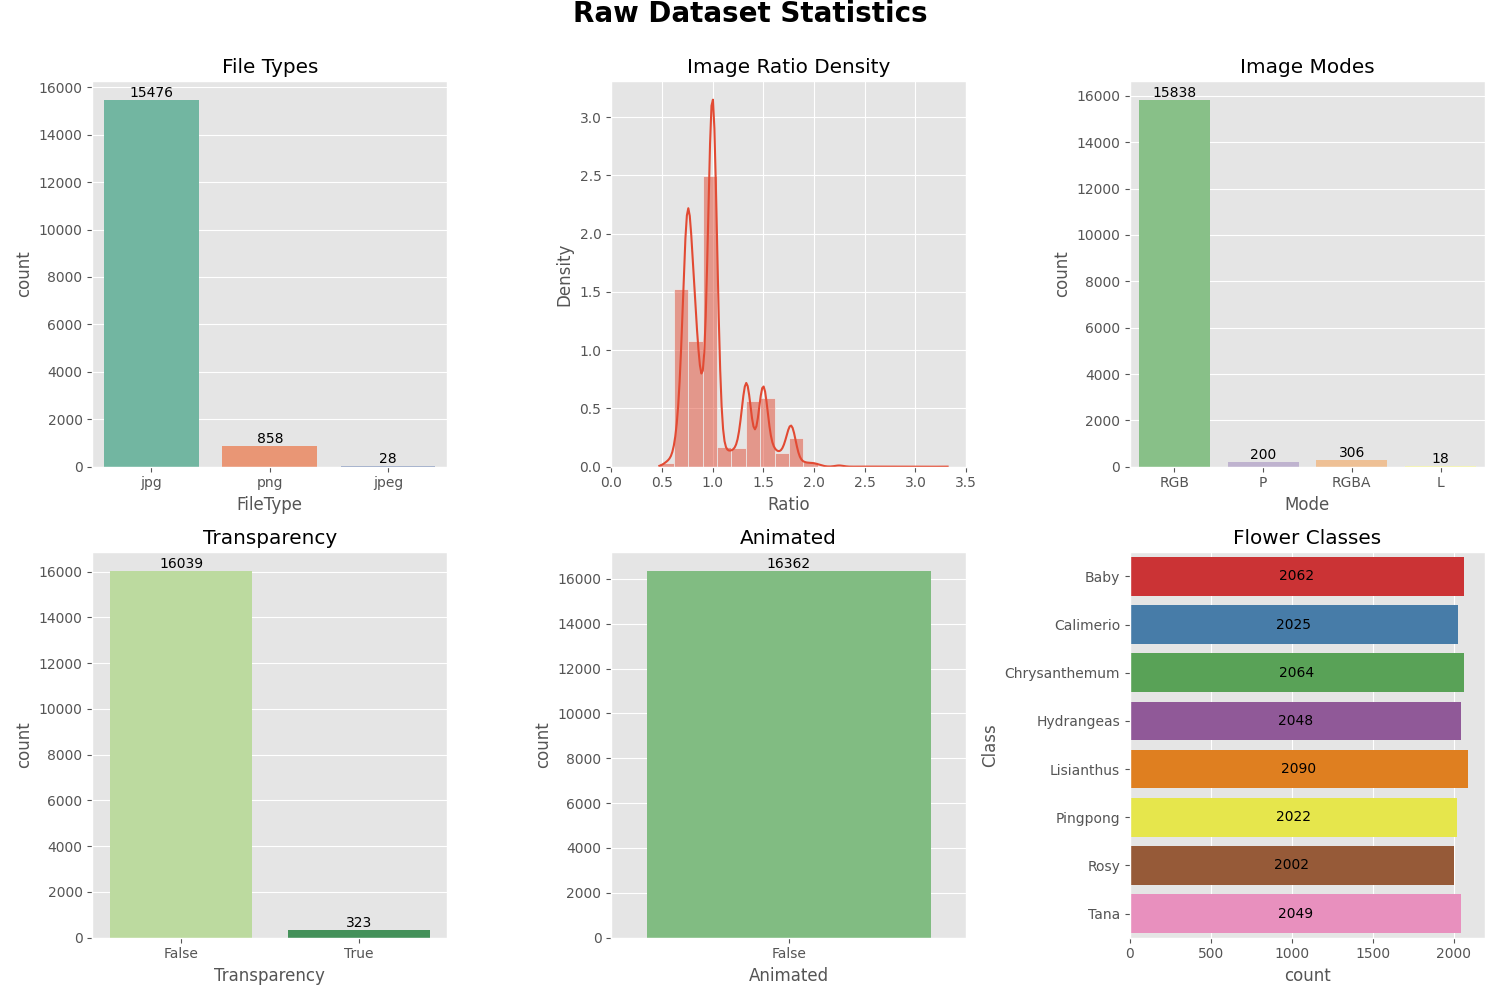 Raw Dataset Statistics
File Types
count
16000
14000
12000
10000
8000
6000
4000
2000
0
15476
858
28
jpg png jpeg
FileType
Image Ratio Density
Density
3.0
2.5
2.0
1.5
1.0
0.5
0.0
0.0 0.5 1.0 1.5 2.0 2.5 3.0 3.5
Ratio
Image Modes
count
16000
14000
12000
10000
8000
6000
4000
2000
0
15838
200
306
18
RGB P RGBA L
Mode
Transparency
count
16000
14000
12000
10000
8000
6000
4000
2000
0
16039
323
False True
Transparency
Animated
count
16000
14000
12000
10000
8000
6000
4000
2000
0
16362
False
Animated
Flower Classes
Class
Baby 2062
Calimerio 2025
Chrysanthemum 2064
Hydrangeas 2048
Lisianthus 2090
Pingpong 2022
Rosy 2002
Tana 2049
0 500 1000 1500 2000
count